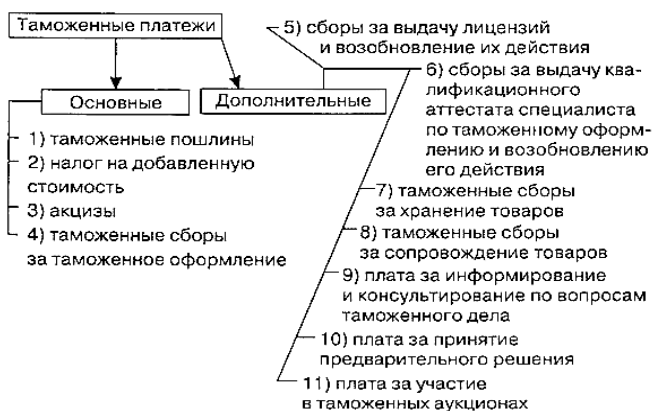 Таможенные платежи
Основные
1) таможенные пошлины
2) налог на добавленную
стоимость
3) акцизы
4) таможенные сборы
за таможенное оформление
Дополнительные
5) сборы за выдачу лицензий
и возобновление их действия
6) сборы за выдачу ква-
лификационного
аттестата специалиста
по таможенному оформ-
лению и возобновлению
его действия
7) таможенные сборы
за хранение товаров
8) таможенные сборы
за сопровождение товаров
9) плата за информирование
и консультирование по вопросам
таможенного дела
10) плата за принятие
предварительного решения
11) плата за участие
в таможенных аукционах